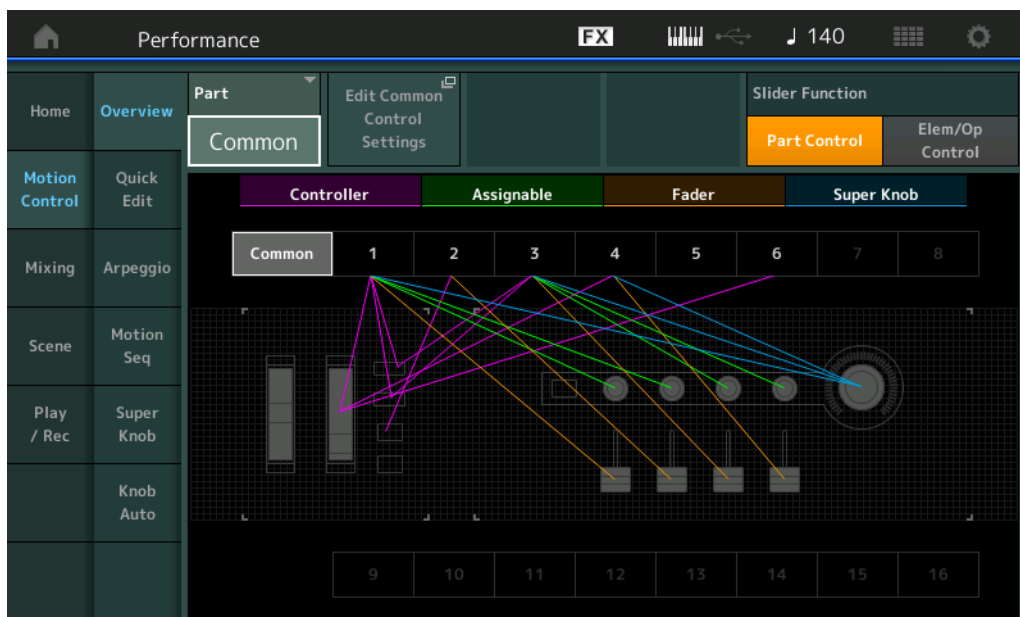 Performance
FX
♩ 140
Home
Motion
Control
Mixing
Scene
Play
/ Rec
Overview
Quick
Edit
Arpeggio
Motion
Seq
Super
Knob
Knob
Auto
Part
Common
Edit Common
Control
Settings
Slider Function
Part Control
Elem/Op
Control
Controller
Assignable
Fader
Super Knob
Common 1 2 3 4 5 6 7 8
9 10 11 12 13 14 15 16